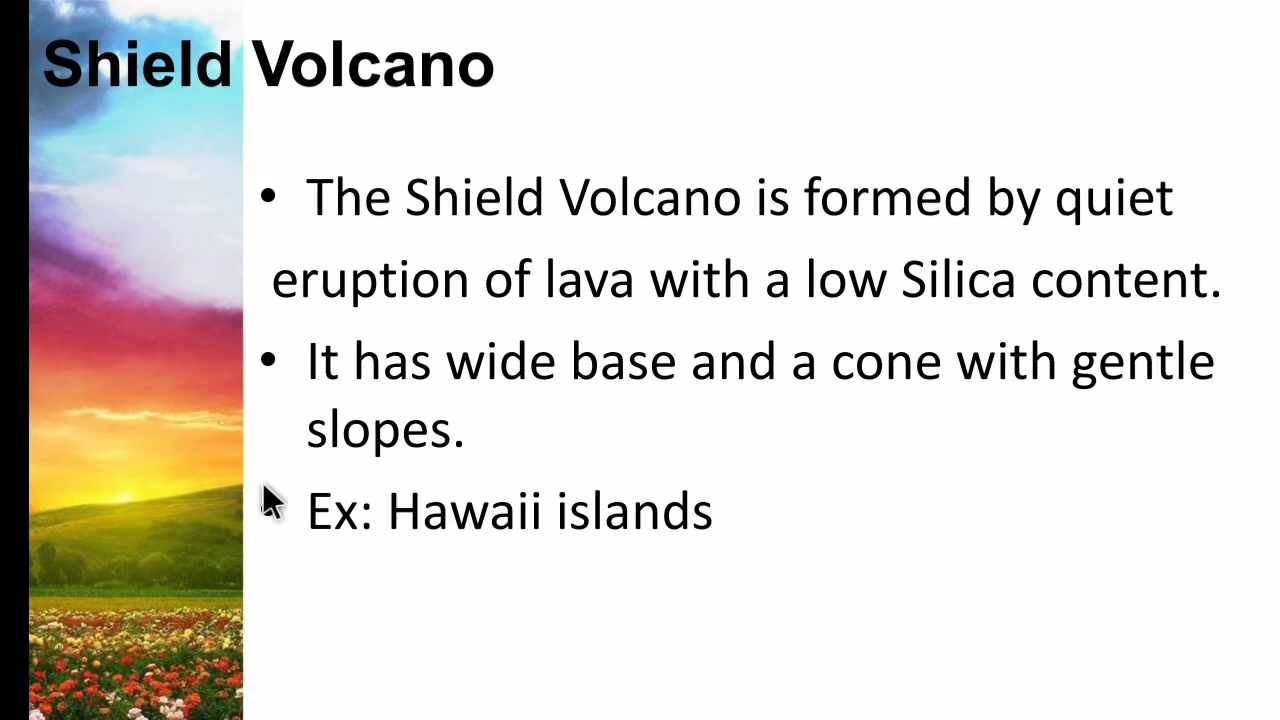 Shield Volcano
• The Shield Volcano is formed by quiet
eruption of lava with a low Silica content.
• It has wide base and a cone with gentle
slopes.
Ex: Hawaii islands